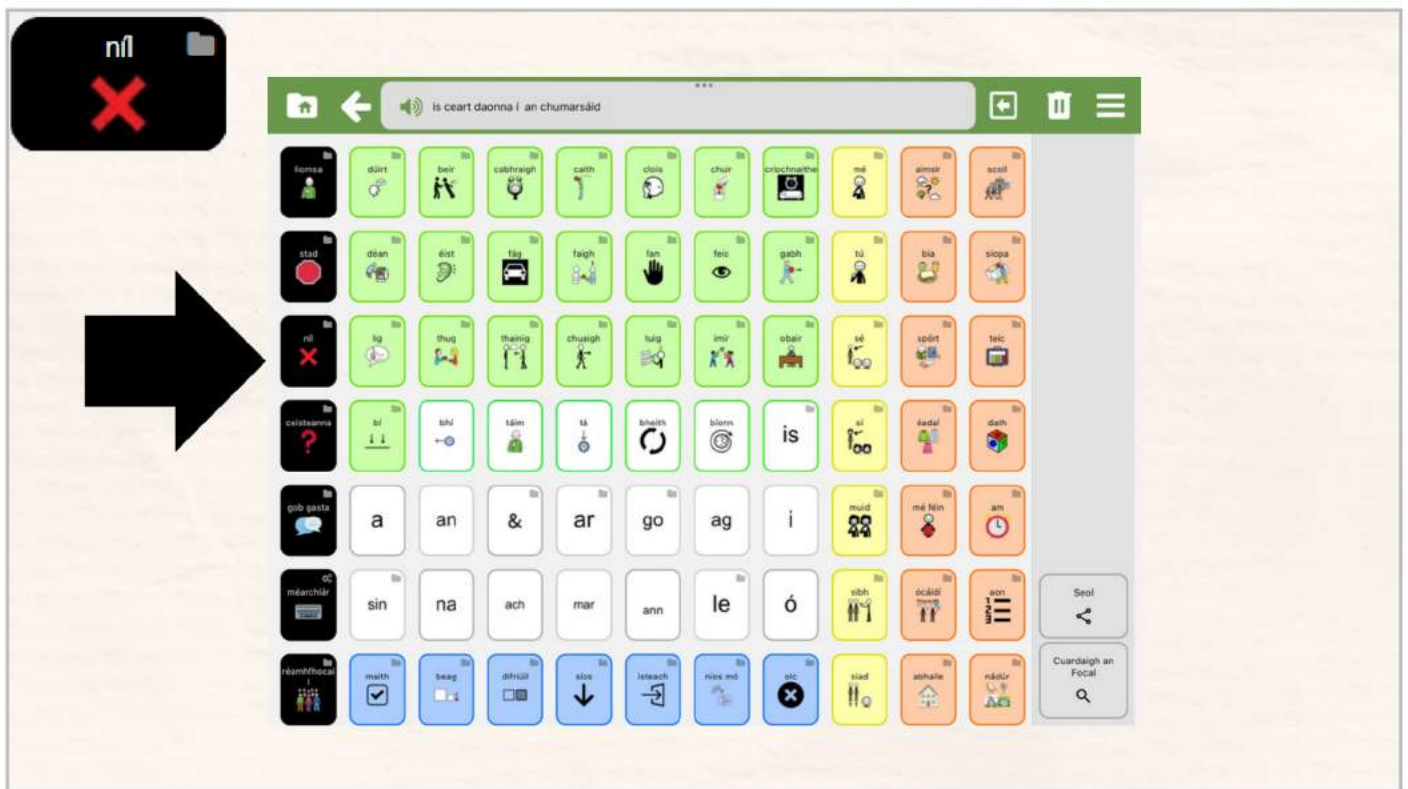 níl
Is ceart daonna í an chumarsáid
liomsa dúirt beir cabhraigh caith clois chuir críochnaithe mé aimsir scoil
stad déan éist fág faigh fan feic gabh tú bia siopa
níl lig thug tháinig chuaigh tuig imir obair sé spórt teic
ceisteanna bí bhí táim tá bheith bíonn is sí éadaí dath
gob gasta a an & ar go ag i muid mé féin am
méarchlár sin na ach mar ann le ó sibh ócáidí aon
réamhfhocai
l maith beag difriúil síos isteach níos mó olc siad abhaile nádúr
Seol
Cuardaigh an
Focal